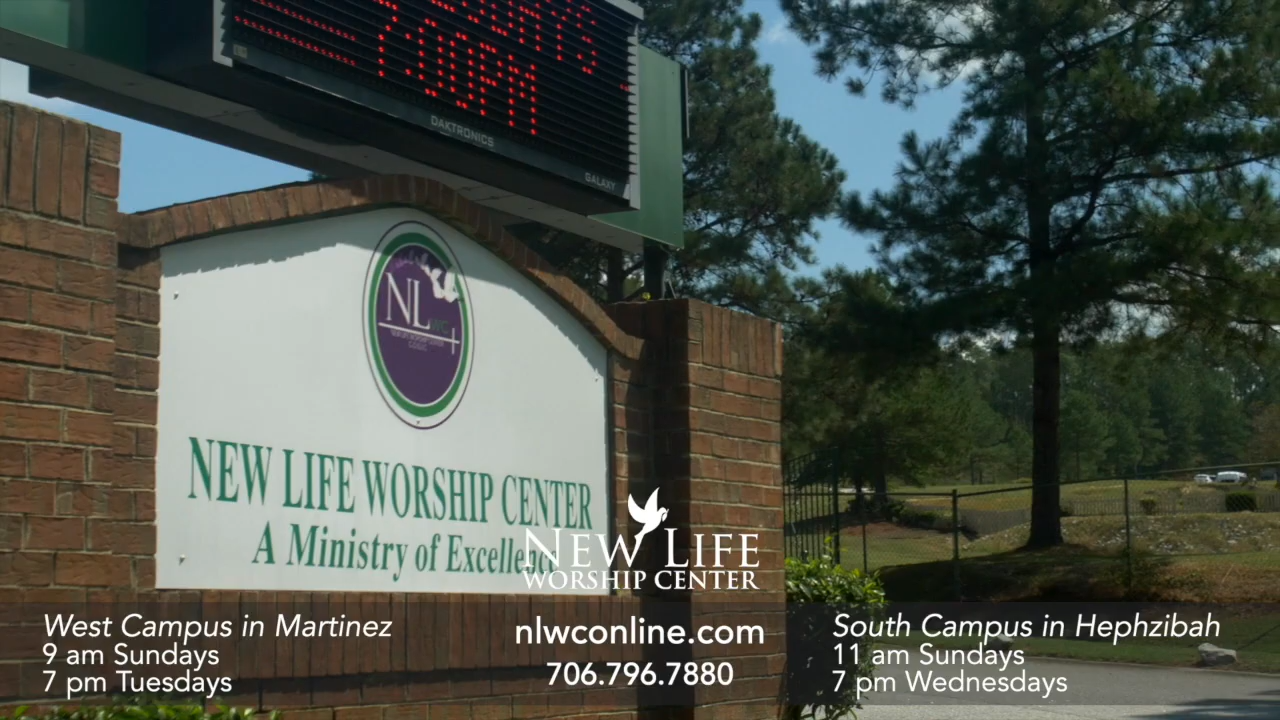 7:00PM
DAKTRONICS
GALAXY
NL
WC
NEW LIFE WORSHIP CENTER
A Ministry of Excellence
NEW LIFE
WORSHIP CENTER
West Campus in Martinez
9 am Sundays
7 pm Tuesdays
nlwconline.com
706.796.7880
South Campus in Hephzibah
11 am Sundays
7 pm Wednesdays